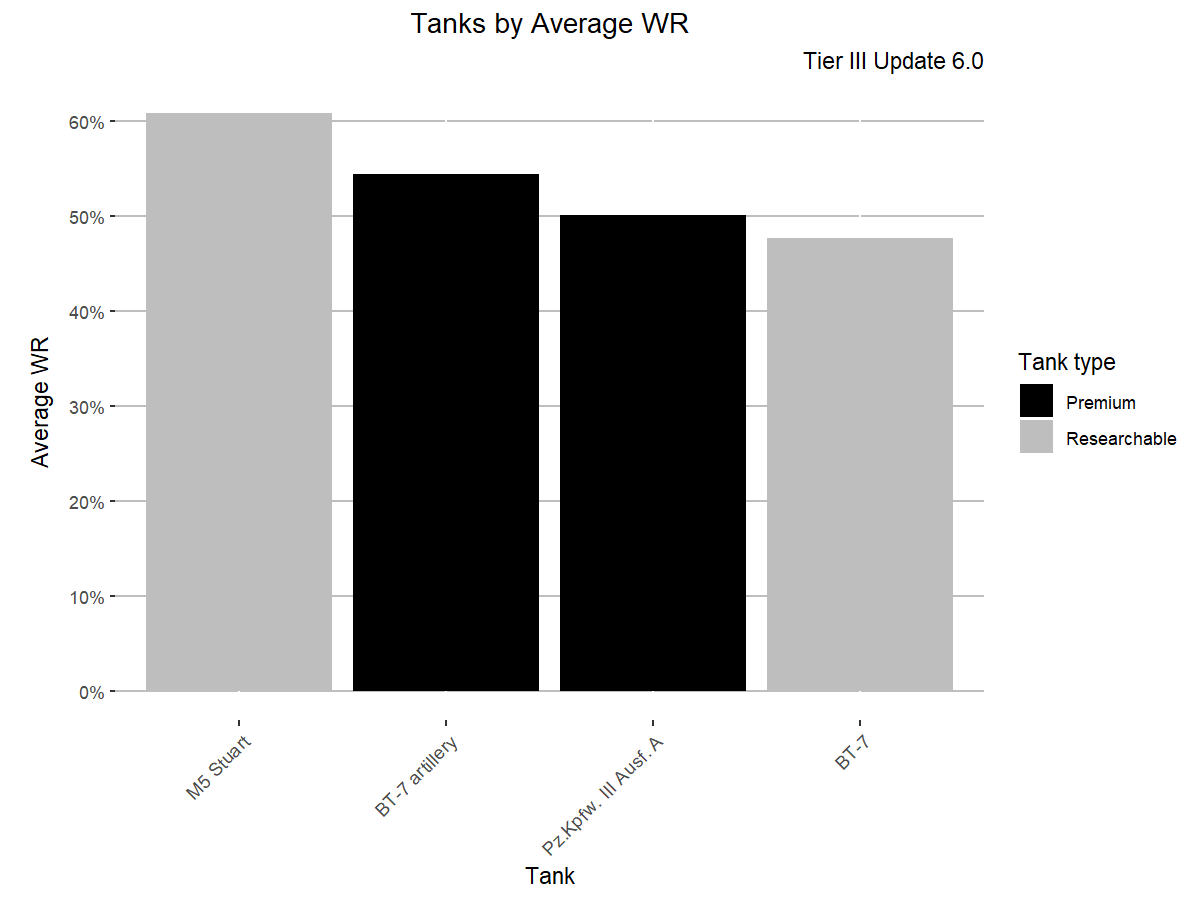 Tanks by Average WR
Tier III Update 6.0
60%
50%
40%
30%
20%
10%
0%
Average WR
M5 Stuart
BT-7 artillery
Pz.Kpfw. III Ausf. A
BT-7
Tank
Tank type
Premium
Researchable